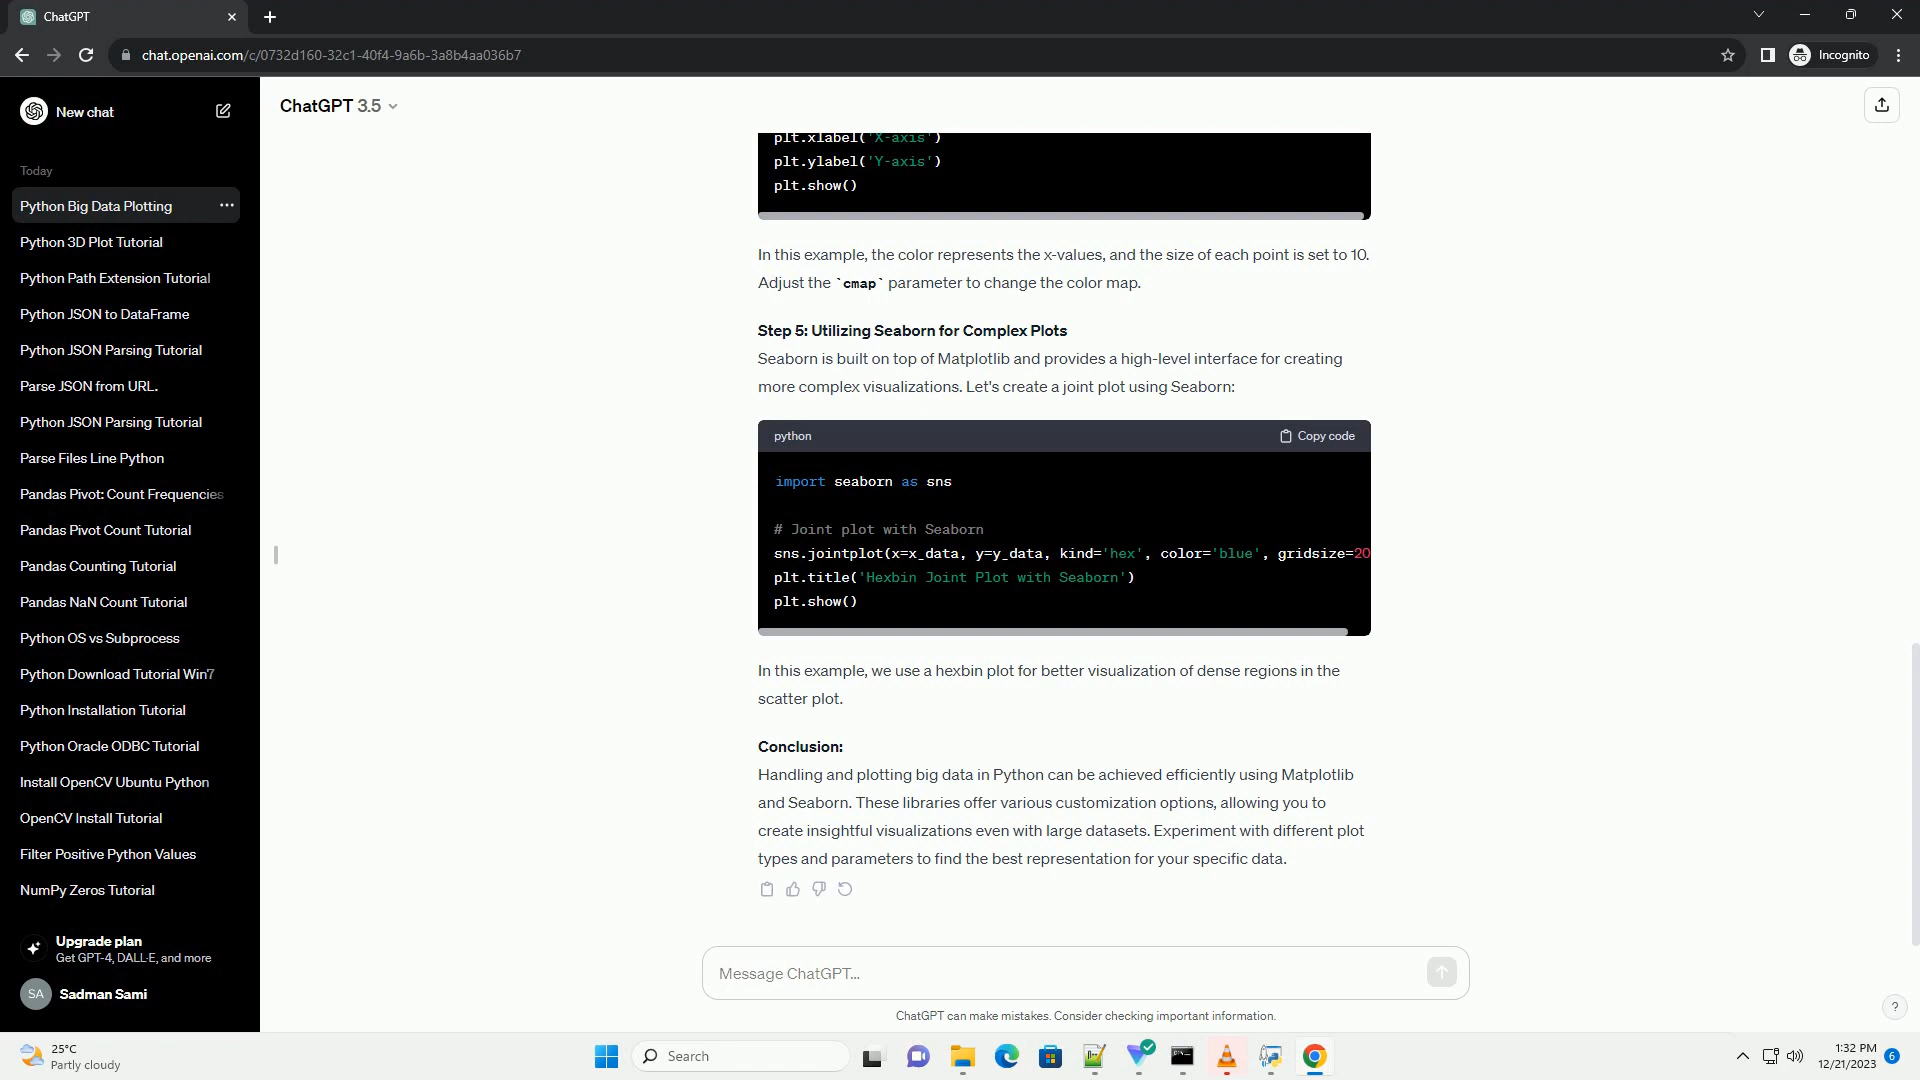 ChatGPT
chat.openai.com/c/0732d160-32c1-40f4-9a6b-3a8b4aa036b7
Incognito
New chat
Today
Python Big Data Plotting
Python 3D Plot Tutorial
Python Path Extension Tutorial
Python JSON to DataFrame
Python JSON Parsing Tutorial
Parse JSON from URL.
Python JSON Parsing Tutorial
Parse Files Line Python
Pandas Pivot: Count Frequencies
Pandas Pivot Count Tutorial
Pandas Counting Tutorial
Pandas NaN Count Tutorial
Python OS vs Subprocess
Python Download Tutorial Win7
Python Installation Tutorial
Python Oracle ODBC Tutorial
Install OpenCV Ubuntu Python
OpenCV Install Tutorial
Filter Positive Python Values
NumPy Zeros Tutorial
Upgrade plan
Get GPT-4, DALL·E, and more
SA
Sadman Sami
ChatGPT 3.5
plt.xlabel('X-axis')
plt.ylabel('Y-axis')
plt.show()
In this example, the color represents the x-values, and the size of each point is set to 10.
Adjust the `cmap` parameter to change the color map.
Step 5: Utilizing Seaborn for Complex Plots
Seaborn is built on top of Matplotlib and provides a high-level interface for creating
more complex visualizations. Let's create a joint plot using Seaborn:
python
Copy code
import seaborn as sns
# Joint plot with Seaborn
sns.jointplot(x=x_data, y=y_data, kind='hex', color='blue', gridsize=20
plt.title('Hexbin Joint Plot with Seaborn')
plt.show()
In this example, we use a hexbin plot for better visualization of dense regions in the
scatter plot.
Conclusion:
Handling and plotting big data in Python can be achieved efficiently using Matplotlib
and Seaborn. These libraries offer various customization options, allowing you to
create insightful visualizations even with large datasets. Experiment with different plot
types and parameters to find the best representation for your specific data.
Message ChatGPT...
ChatGPT can make mistakes. Consider checking important information.
?
25°C
Partly cloudy
Search
1:32 PM
12/21/2023
6